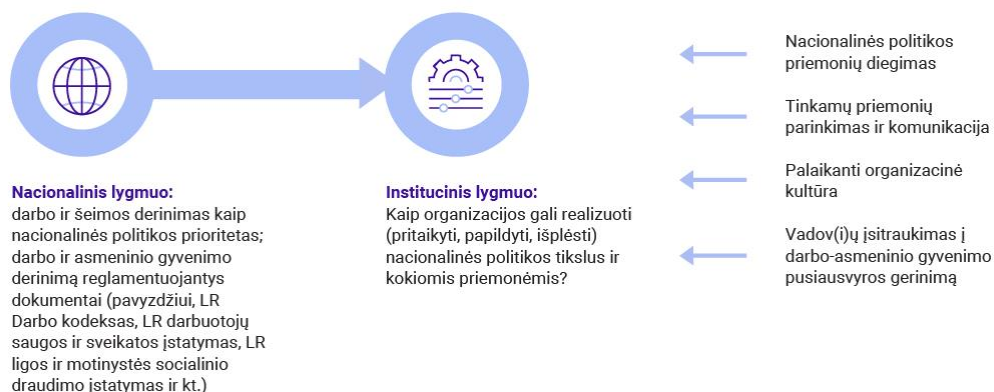 Nacionalinis lygmuo:
darbo ir šeimos derinimas kaip
nacionalinės politikos prioritetas;
darbo ir asmeninio gyvenimo
derinimą reglamentuojantys
dokumentai (pavyzdžiui, LR
Darbo kodeksas, LR darbuotojų
saugos ir sveikatos įstatymas, LR
ligos ir motinystės socialinio
draudimo įstatymas ir kt.)
Institucinis lygmuo:
Kaip organizacijos gali realizuoti
(pritaikyti, papildyti, išplėsti)
nacionalinės politikos tikslus ir
kokiomis priemonėmis?
Nacionalinės politikos
priemonių diegimas
Tinkamų priemonių
parinkimas ir komunikacija
Palaikanti organizacinė
kultūra
Vadov(i)ų įsitraukimas į
darbo-asmeninio gyvenimo
pusiausvyros gerinimą